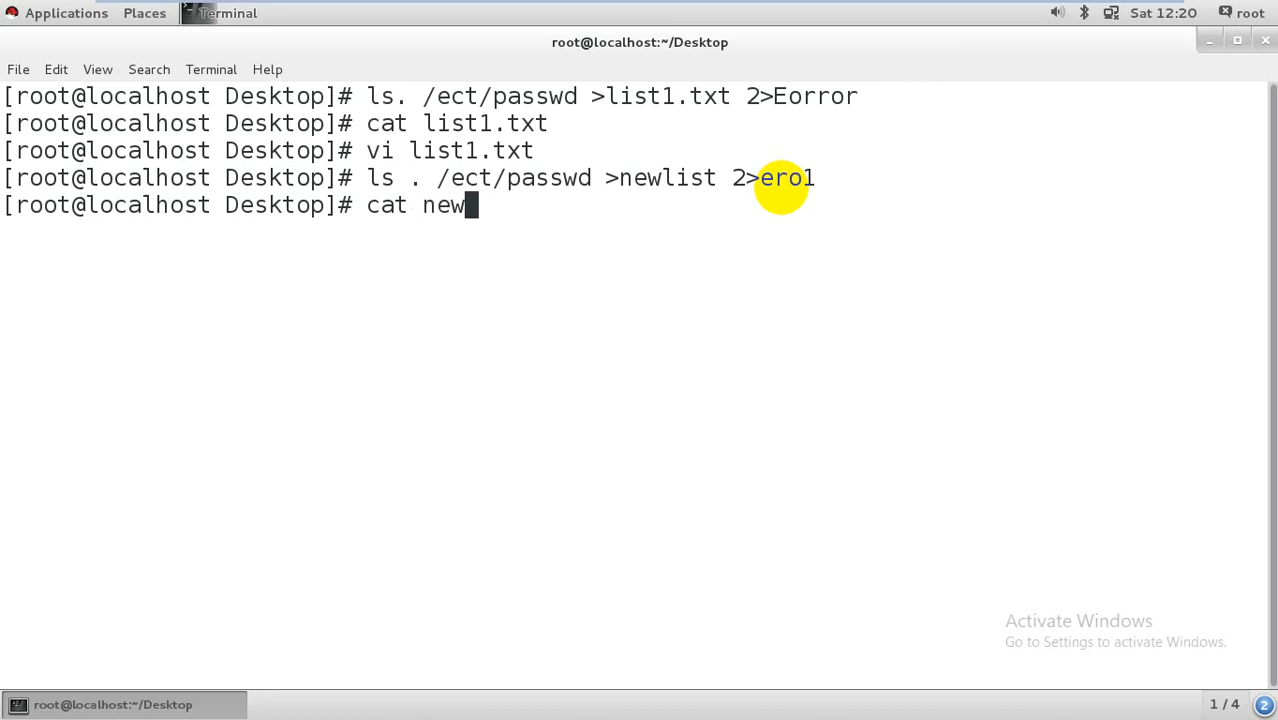 Applications Places Terminal Sat 12:20 root
root@localhost:~/Desktop
File Edit View Search Terminal Help
[root@localhost Desktop]# ls. /ect/passwd >list1.txt 2>Eorror
[root@localhost Desktop]# cat list1.txt
[root@localhost Desktop]# vi list1.txt
[root@localhost Desktop]# ls . /ect/passwd >newlist 2>ero1
[root@localhost Desktop]# cat new
Activate Windows
Go to Settings to activate Windows.
root@localhost:~/Desktop 1 / 4 2